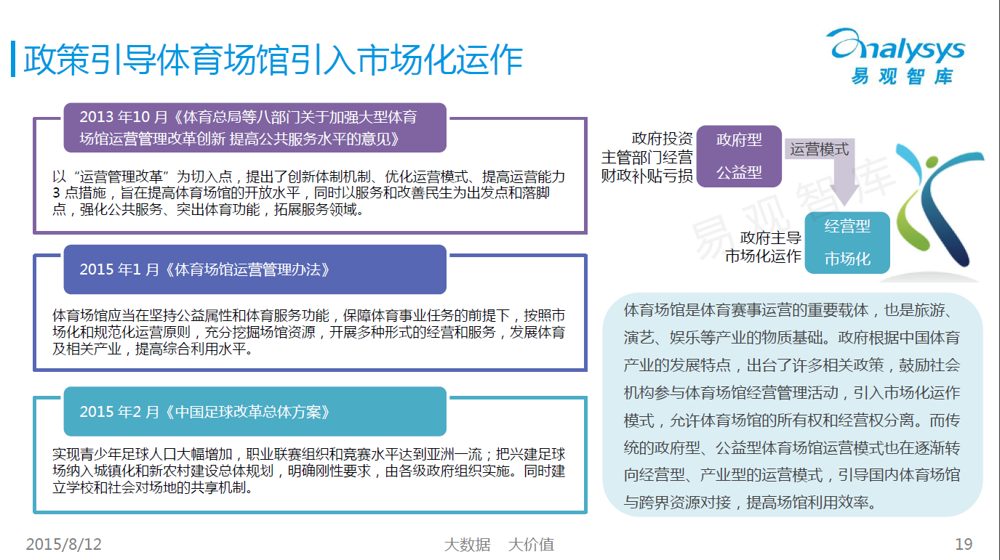 政策引导体育场馆引入市场化运作
analysys
易观智库
2013 年10 月《体育总局等八部门关于加强大型体育
场馆运营管理改革创新 提高公共服务水平的意见》
以“运营管理改革”为切入点，提出了创新体制机制、优化运营模式、提高运营能力
3 点措施，旨在提高体育场馆的开放水平，同时以服务和改善民生为出发点和落脚
点，强化公共服务、突出体育功能，拓展服务领域。
2015 年1 月《体育场馆运营管理办法》
体育场馆应当在坚持公益属性和体育服务功能，保障体育事业任务的前提下，按照市
场化和规范化运营原则，充分挖掘场馆资源，开展多种形式的经营和服务，发展体育
及相关产业，提高综合利用水平。
2015 年2 月《中国足球改革总体方案》
实现青少年足球人口大幅增加，职业联赛组织和竞赛水平达到亚洲一流；把兴建足球
场纳入城镇化和新农村建设总体规划，明确刚性要求，由各级政府组织实施。同时建
立学校和社会对场地的共享机制。
政府投资
主管部门经营
财政补贴亏损
政府型
公益型
运营模式
政府主导
市场化运作
经营型
市场化
易观智库
体育场馆是体育赛事运营的重要载体，也是旅游、
演艺、娱乐等产业的物质基础。政府根据中国体育
产业的发展特点，出台了许多相关政策，鼓励社会
机构参与体育场馆经营管理活动，引入市场化运作
模式，允许体育场馆的所有权和经营权分离。而传
统的政府型、公益型体育场馆运营模式也在逐渐转
向经营型、产业型的运营模式，引导国内体育场馆
与跨界资源对接，提高场馆利用效率。
2015/8/12
大数据 大价值
19